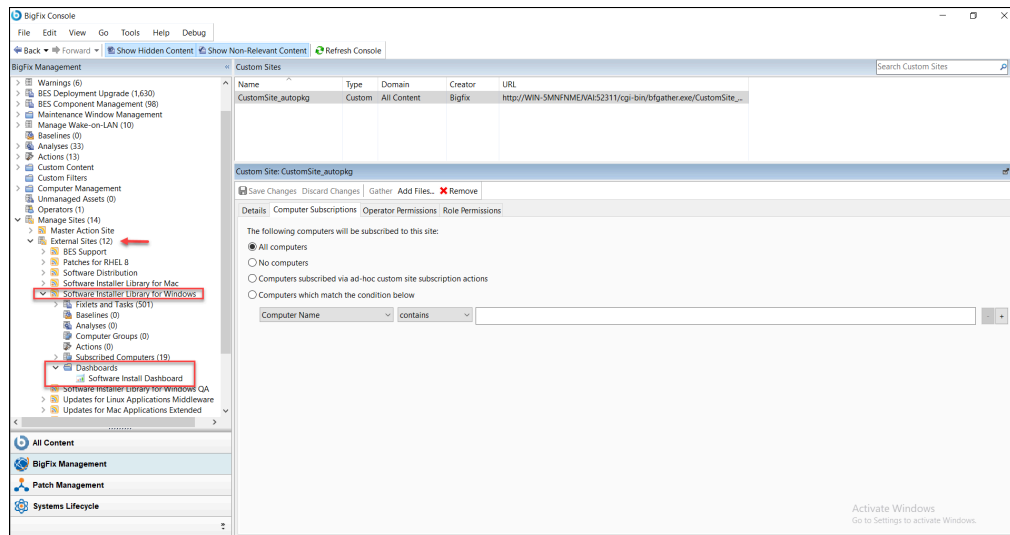 BigFix Console
File Edit View Go Tools Help Debug
Back Forward Show Hidden Content Show Non-Relevant Content Refresh Console
BigFix Management
Warnings (6)
BES Deployment Upgrade (1,630)
BES Component Management (98)
Maintenance Window Management
Manage Wake-on-LAN (10)
Baselines (0)
Analyses (33)
Actions (13)
Custom Content
Custom Filters
Computer Management
Unmanaged Assets (0)
Operators (1)
Manage Sites (14)
Master Action Site
External Sites (12)
BES Support
Patches for RHEL 8
Software Distribution
Software Installer Library for Mac
Software Installer Library for Windows
Fixlets and Tasks (501)
Baselines (0)
Analyses (0)
Computer Groups (0)
Actions (0)
Subscribed Computers (19)
Dashboards
Software Install Dashboard
Software Installer Library for Windows QA
Updates for Linux Applications Middleware
Updates for Mac Applications Extended
All Content
BigFix Management
Patch Management
Systems Lifecycle
Custom Sites
Search Custom Sites
Name Type Domain Creator URL
CustomSite_autopkg Custom All Content Bigfix http://WIN-5MNFNMEJVAI:52311/cgi-bin/bfgather.exe/CustomSite_...
Custom Site: CustomSite_autopkg
Save Changes Discard Changes Gather Add Files... Remove
Details Computer Subscriptions Operator Permissions Role Permissions
The following computers will be subscribed to this site:
All computers
No computers
Computers subscribed via ad-hoc custom site subscription actions
Computers which match the condition below
Computer Name contains - +
Activate Windows
Go to Settings to activate Windows.